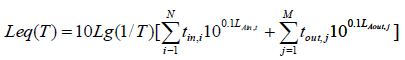 Leq(T) = 10Lg(1/T)[∑_{i-1}^{N} t_{in,i}10^{0.1L_{Ain,i}} + ∑_{j=1}^{M} t_{out,j}10^{0.1L_{Aout,j}}]